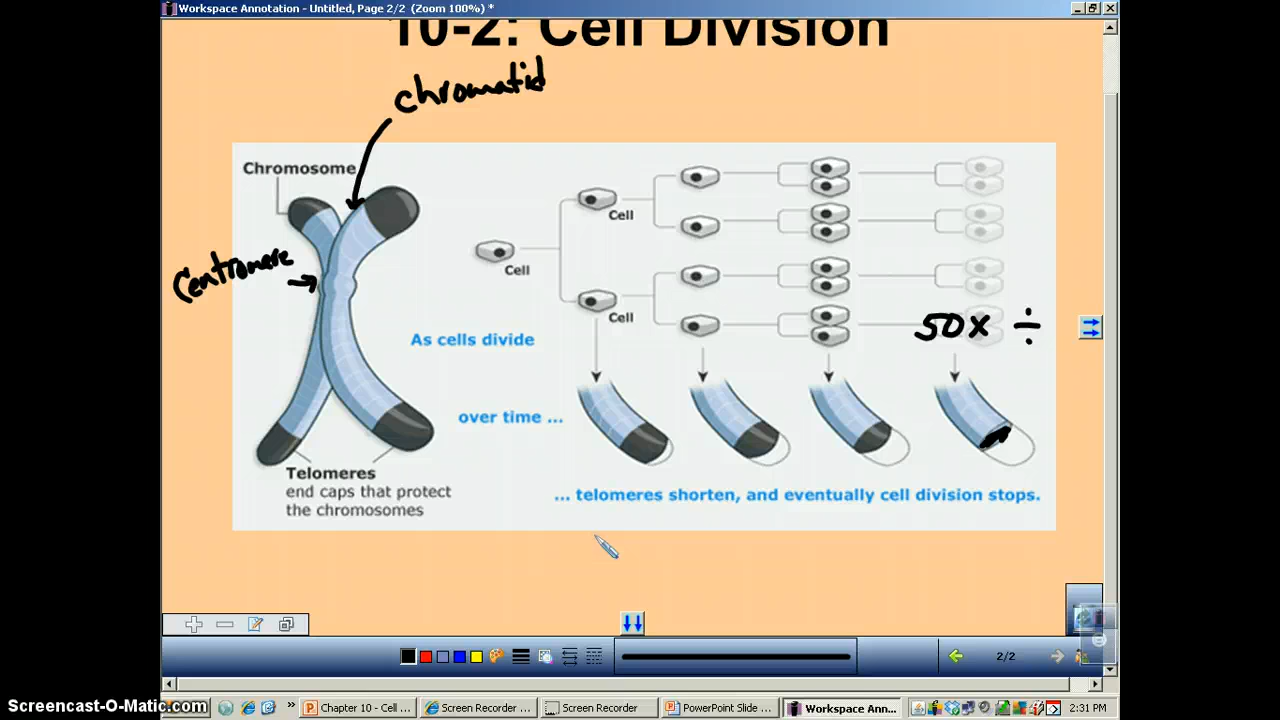 Workspace Annotation - Untitled, Page 2/2 (Zoom 100%) *
10-2: Cell Division
chromatid
Chromosome
centromere
Cell
Cell
Cell
50x ÷
As cells divide
over time ...
Telomeres
end caps that protect
the chromosomes
... telomeres shorten, and eventually cell division stops.
2/2
Screencast-O-Matic.com
» Chapter 10 - Cell ... Screen Recorder ... Screen Recorder PowerPoint Slide ... Workspace Ann... 2:31 PM